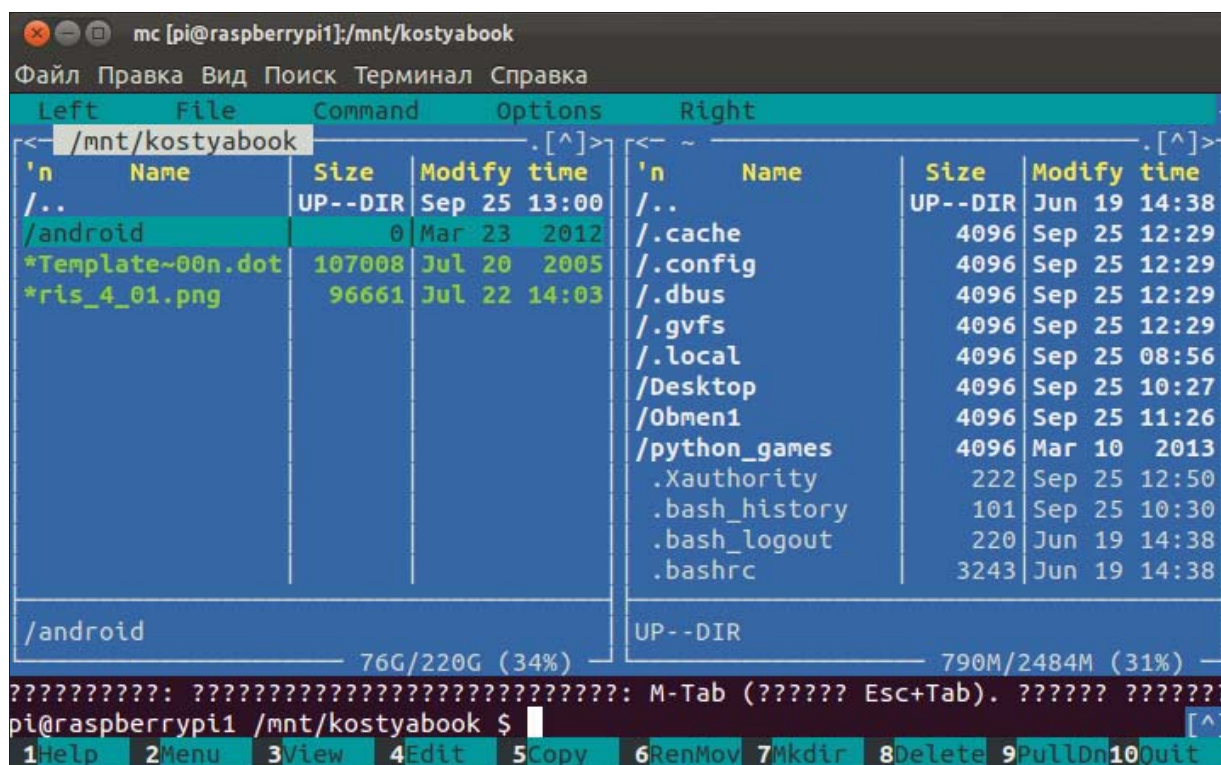 mc [pi@raspberrypi1]:/mnt/kostyabook
Файл Правка Вид Поиск Терминал Справка
Left File Command Options Right
<─ /mnt/kostyabook .[^]> <─ ~ .[^]>
'n Name Size Modify time 'n Name Size Modify time
/.. UP--DIR Sep 25 13:00 /.. UP--DIR Jun 19 14:38
/android 0 Mar 23 2012 /.cache 4096 Sep 25 12:29
*Template~00n.dot 107008 Jul 20 2005 /.config 4096 Sep 25 12:29
*ris_4_01.png 96661 Jul 22 14:03 /.dbus 4096 Sep 25 12:29
/.gvfs 4096 Sep 25 12:29
/.local 4096 Sep 25 08:56
/Desktop 4096 Sep 25 10:27
/Obmen1 4096 Sep 25 11:26
/python_games 4096 Mar 10 2013
.Xauthority 222 Sep 25 12:50
.bash_history 101 Sep 25 10:30
.bash_logout 220 Jun 19 14:38
.bashrc 3243 Jun 19 14:38
/android UP--DIR
76G/220G (34%) 790M/2484M (31%)
??????????: ????????????????????????????: M-Tab (?????? Esc+Tab). ?????? ??????
pi@raspberrypi1 /mnt/kostyabook $ [^
1Help 2Menu 3View 4Edit 5Copy 6RenMov 7Mkdir 8Delete 9PullDn 10Quit